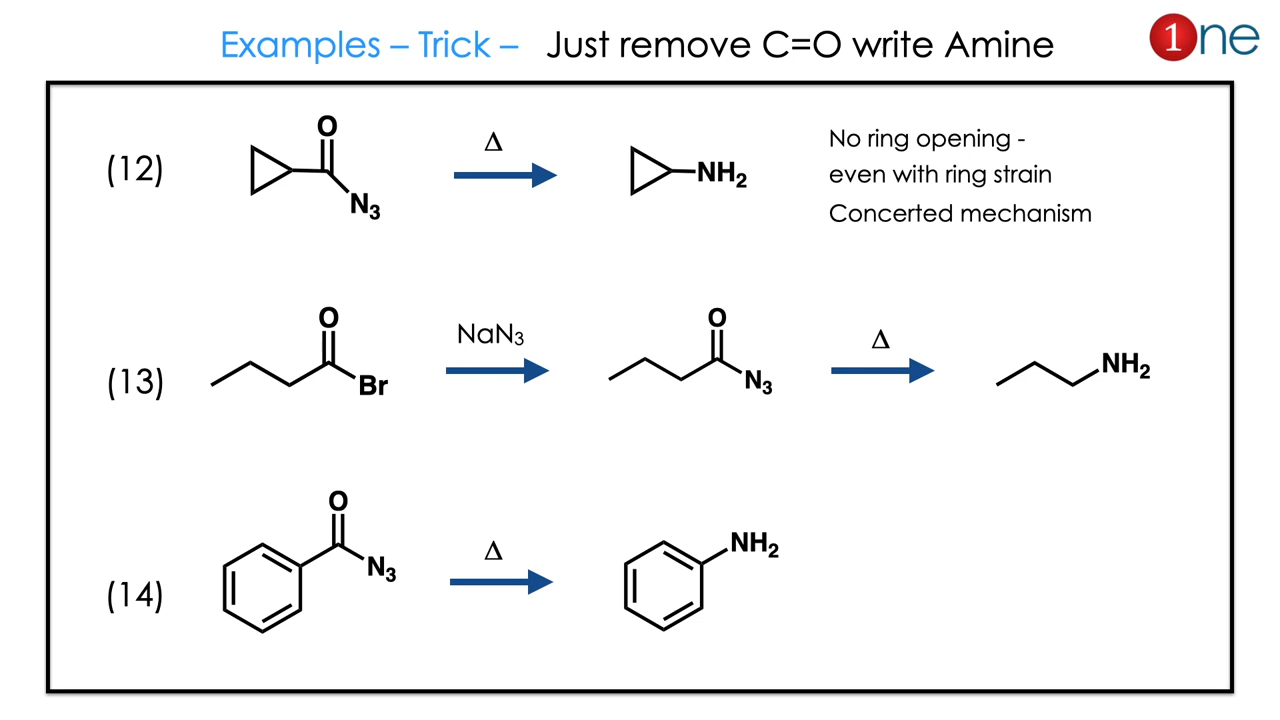 Examples – Trick – Just remove C=O write Amine
1ne
(12)
O
N3
Δ
NH2
No ring opening -
even with ring strain
Concerted mechanism
(13)
O
Br
NaN3
O
N3
Δ
NH2
(14)
O
N3
Δ
NH2